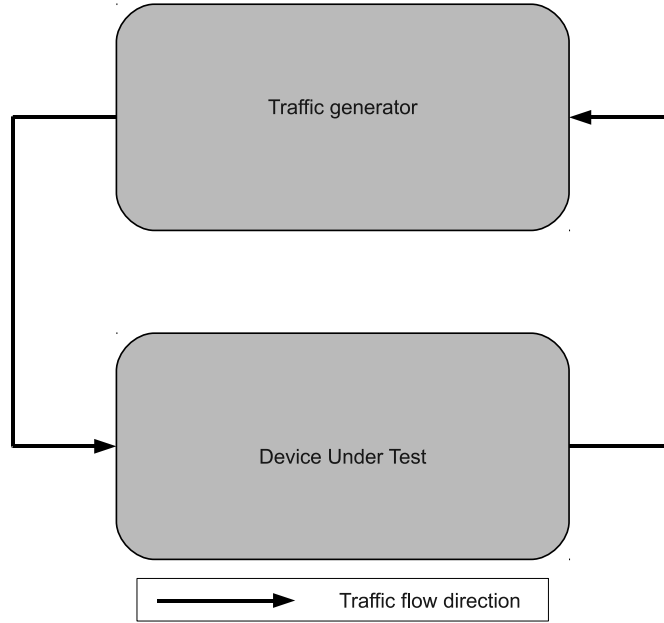 Traffic generator
Device Under Test
Traffic flow direction